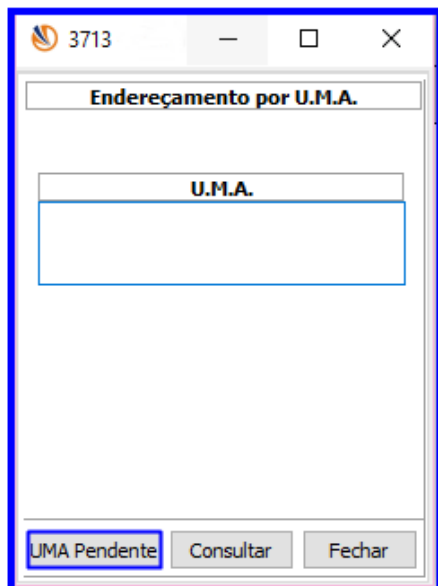 3713
Endereçamento por U.M.A.
U.M.A.
UMA Pendente Consultar Fechar